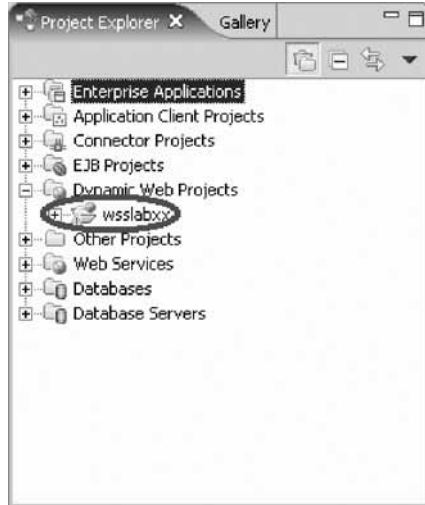 Project Explorer Gallery
Enterprise Applications
Application Client Projects
Connector Projects
EJB Projects
Dynamic Web Projects
wsslabxx
Other Projects
Web Services
Databases
Database Servers